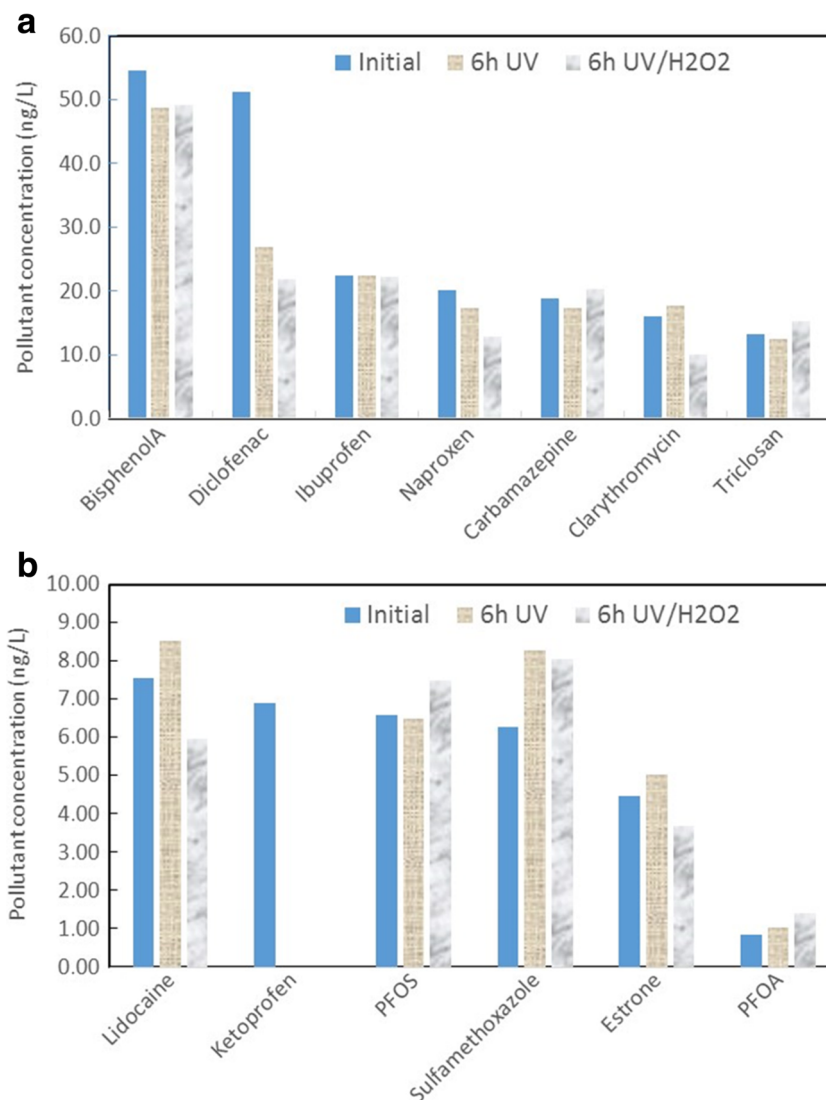 a
Pollutant concentration (ng/L)
60.0
50.0
40.0
30.0
20.0
10.0
0.0
Initial 6h UV 6h UV/H2O2
BisphenolA Diclofenac Ibuprofen Naproxen Carbamazepine Clarythromycin Triclosan
b
Pollutant concentration (ng/L)
10.00
9.00
8.00
7.00
6.00
5.00
4.00
3.00
2.00
1.00
0.00
Initial 6h UV 6h UV/H2O2
Lidocaine Ketoprofen PFOS Sulfamethoxazole Estrone PFOA